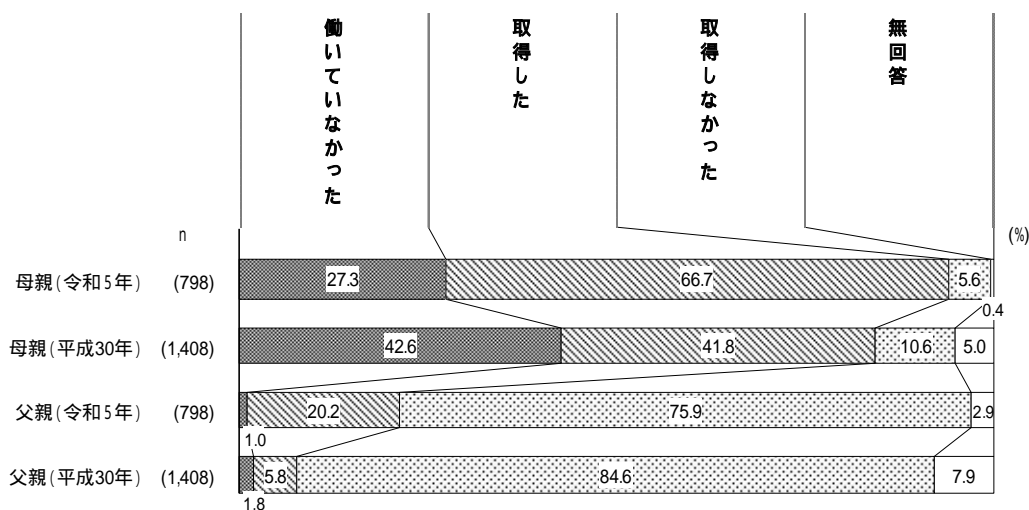 働いていなかった
取得した
取得しなかった
無回答
n
(%)
母親(令和5年) (798) 27.3 66.7 5.6 0.4
母親(平成30年) (1,408) 42.6 41.8 10.6 5.0
父親(令和5年) (798) 1.0 20.2 75.9 2.9
父親(平成30年) (1,408) 1.8 5.8 84.6 7.9